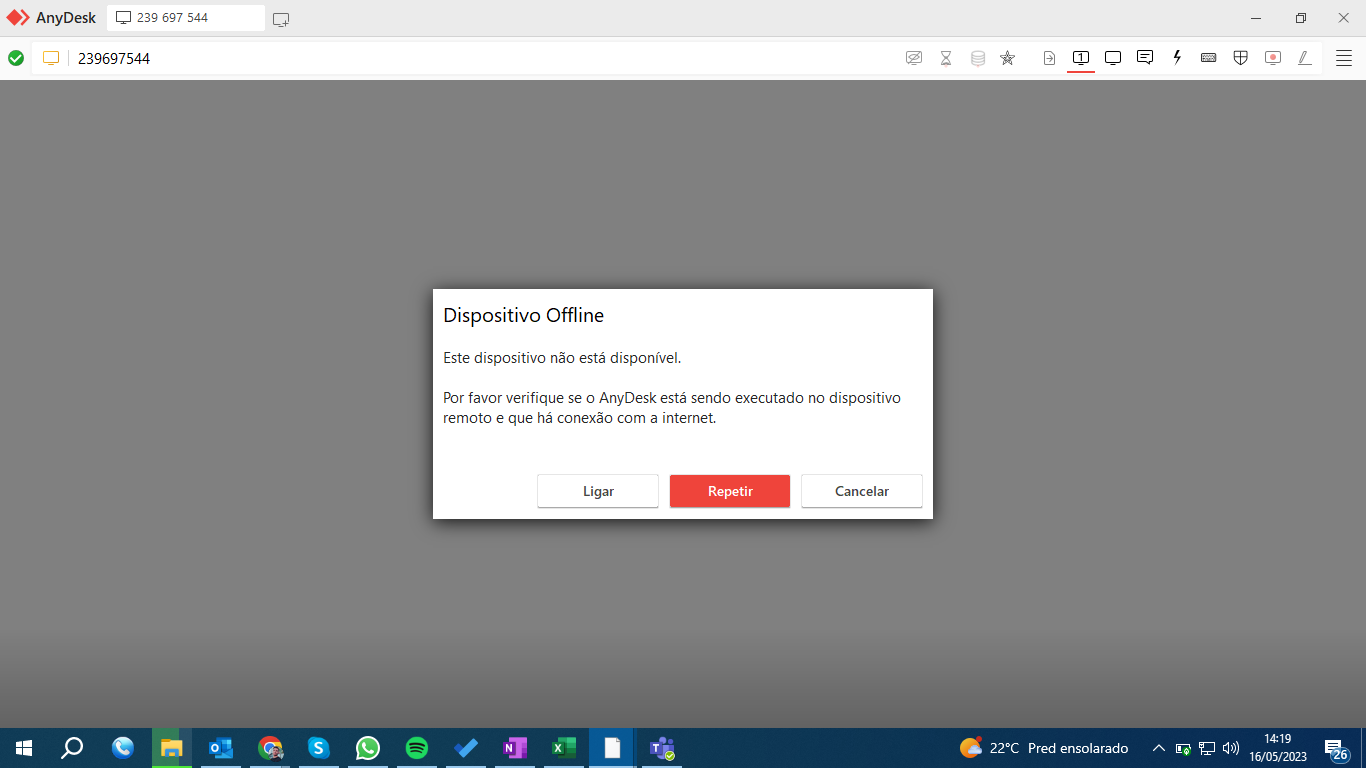 AnyDesk
239 697 544
239697544
1
Dispositivo Offline
Este dispositivo não está disponível.
Por favor verifique se o AnyDesk está sendo executado no dispositivo
remoto e que há conexão com a internet.
Ligar
Repetir
Cancelar
22°C Pred ensolarado
14:19
16/05/2023
26